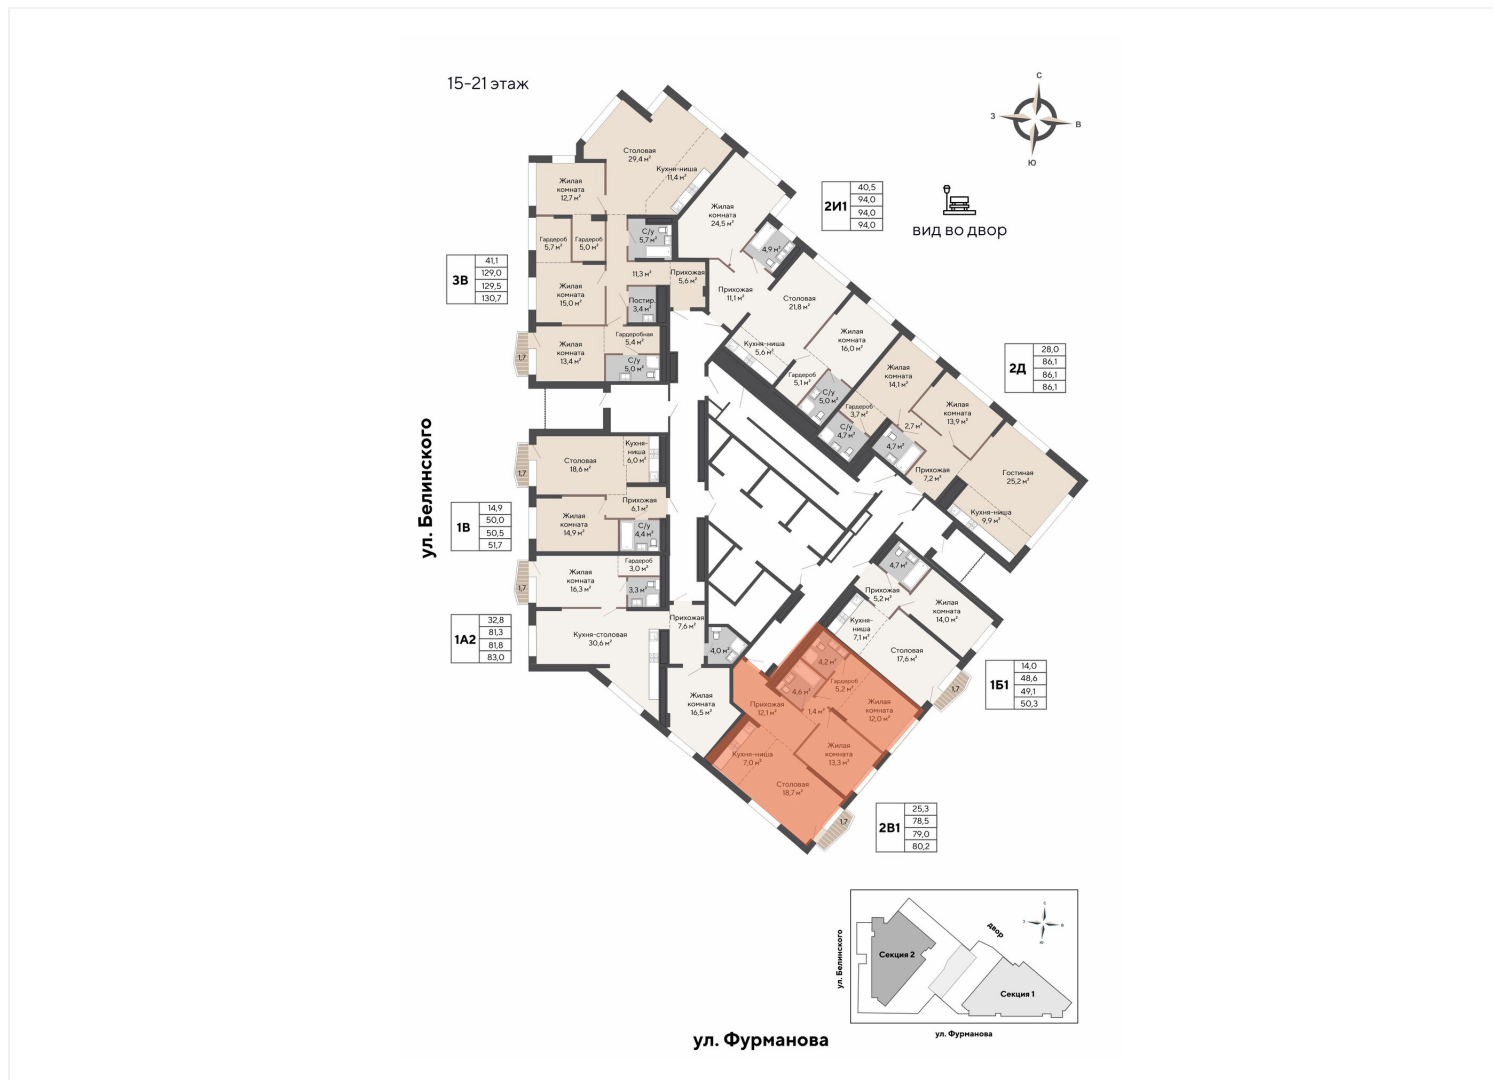 15-21 этаж
С
З
В
Ю
вид во двор
2И1
40,5
94,0
94,0
94,0
3В
41,1
129,0
129,5
130,7
2Д
28,0
86,1
86,1
86,1
1В
14,9
50,0
50,5
51,7
1А2
32,8
81,3
81,8
83,0
1Б1
14,0
48,6
49,1
50,3
2В1
25,3
78,5
79,0
80,2
Столовая
29,4 м²
Кухня-ниша
11,4 м²
Жилая
комната
12,7 м²
Гардероб
5,7 м²
Гардероб
5,0 м²
С/у
5,7 м²
11,3 м²
Прихожая
5,6 м²
Жилая
комната
15,0 м²
Постир.
3,4 м²
Жилая
комната
13,4 м²
Гардеробная
5,4 м²
С/у
5,0 м²
1,7
Жилая
комната
24,5 м²
4,9 м²
Прихожая
11,1 м²
Столовая
21,8 м²
Кухня-ниша
5,6 м²
Жилая
комната
16,0 м²
Гардероб
5,1 м²
С/у
5,0 м²
Жилая
комната
14,1 м²
Гардероб
3,7 м²
С/у
4,7 м²
2,7 м²
4,7 м²
Жилая
комната
13,9 м²
Прихожая
7,2 м²
Гостиная
25,2 м²
Кухня-ниша
9,9 м²
Столовая
18,6 м²
Кухня-
ниша
6,0 м²
1,7
Прихожая
6,1 м²
Жилая
комната
14,9 м²
С/у
4,4 м²
Жилая
комната
16,3 м²
Гардероб
3,0 м²
3,3 м²
1,7
Кухня-столовая
30,6 м²
Прихожая
7,6 м²
4,0 м²
Жилая
комната
16,5 м²
4,7 м²
Прихожая
5,2 м²
Жилая
комната
14,0 м²
Кухня-
ниша
7,1 м²
Столовая
17,6 м²
1,7
4,2 м²
Гардероб
5,2 м²
4,6 м²
Прихожая
12,1 м²
1,4 м²
Жилая
комната
12,0 м²
Жилая
комната
13,3 м²
Кухня-ниша
7,0 м²
Столовая
18,7 м²
1,7
ул. Белинского
ул. Фурманова
ул. Белинского
Секция 2
двор
С
З
В
Ю
Секция 1
ул. Фурманова